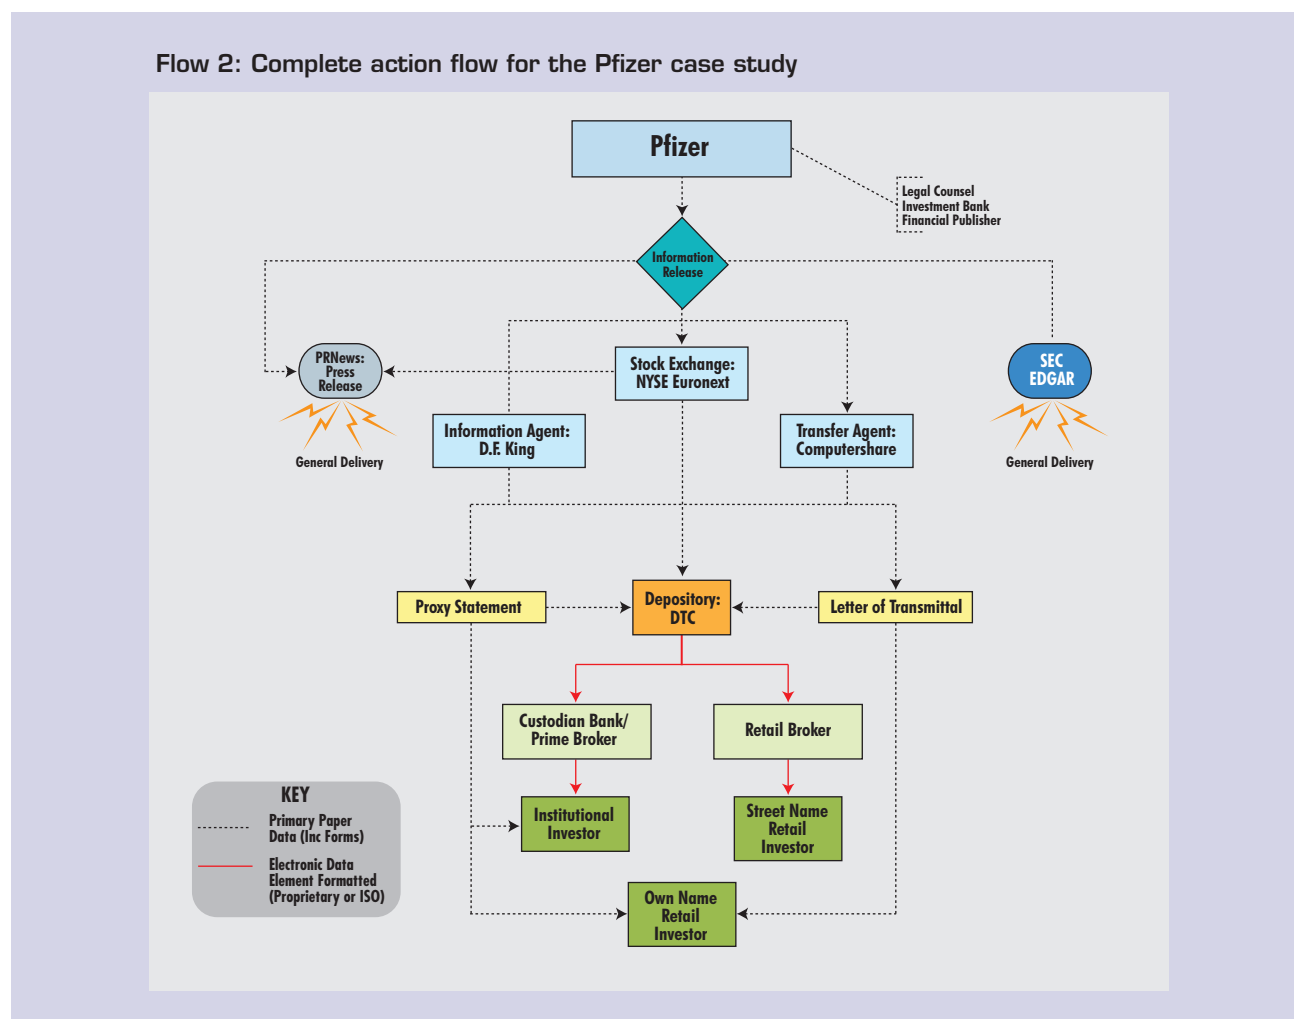 Flow 2: Complete action flow for the Pfizer case study
Pfizer
Legal Counsel
Investment Bank
Financial Publisher
Information
Release
PRNews:
Press
Release
Stock Exchange:
NYSE Euronext
SEC
EDGAR
Information Agent:
D.F. King
Transfer Agent:
Computershare
General Delivery
General Delivery
Proxy Statement
Depository:
DTC
Letter of Transmittal
Custodian Bank/
Prime Broker
Retail Broker
Institutional
Investor
Street Name
Retail
Investor
Own Name
Retail
Investor
KEY
Primary Paper
Data (Inc Forms)
Electronic Data
Element Formatted
(Proprietary or ISO)